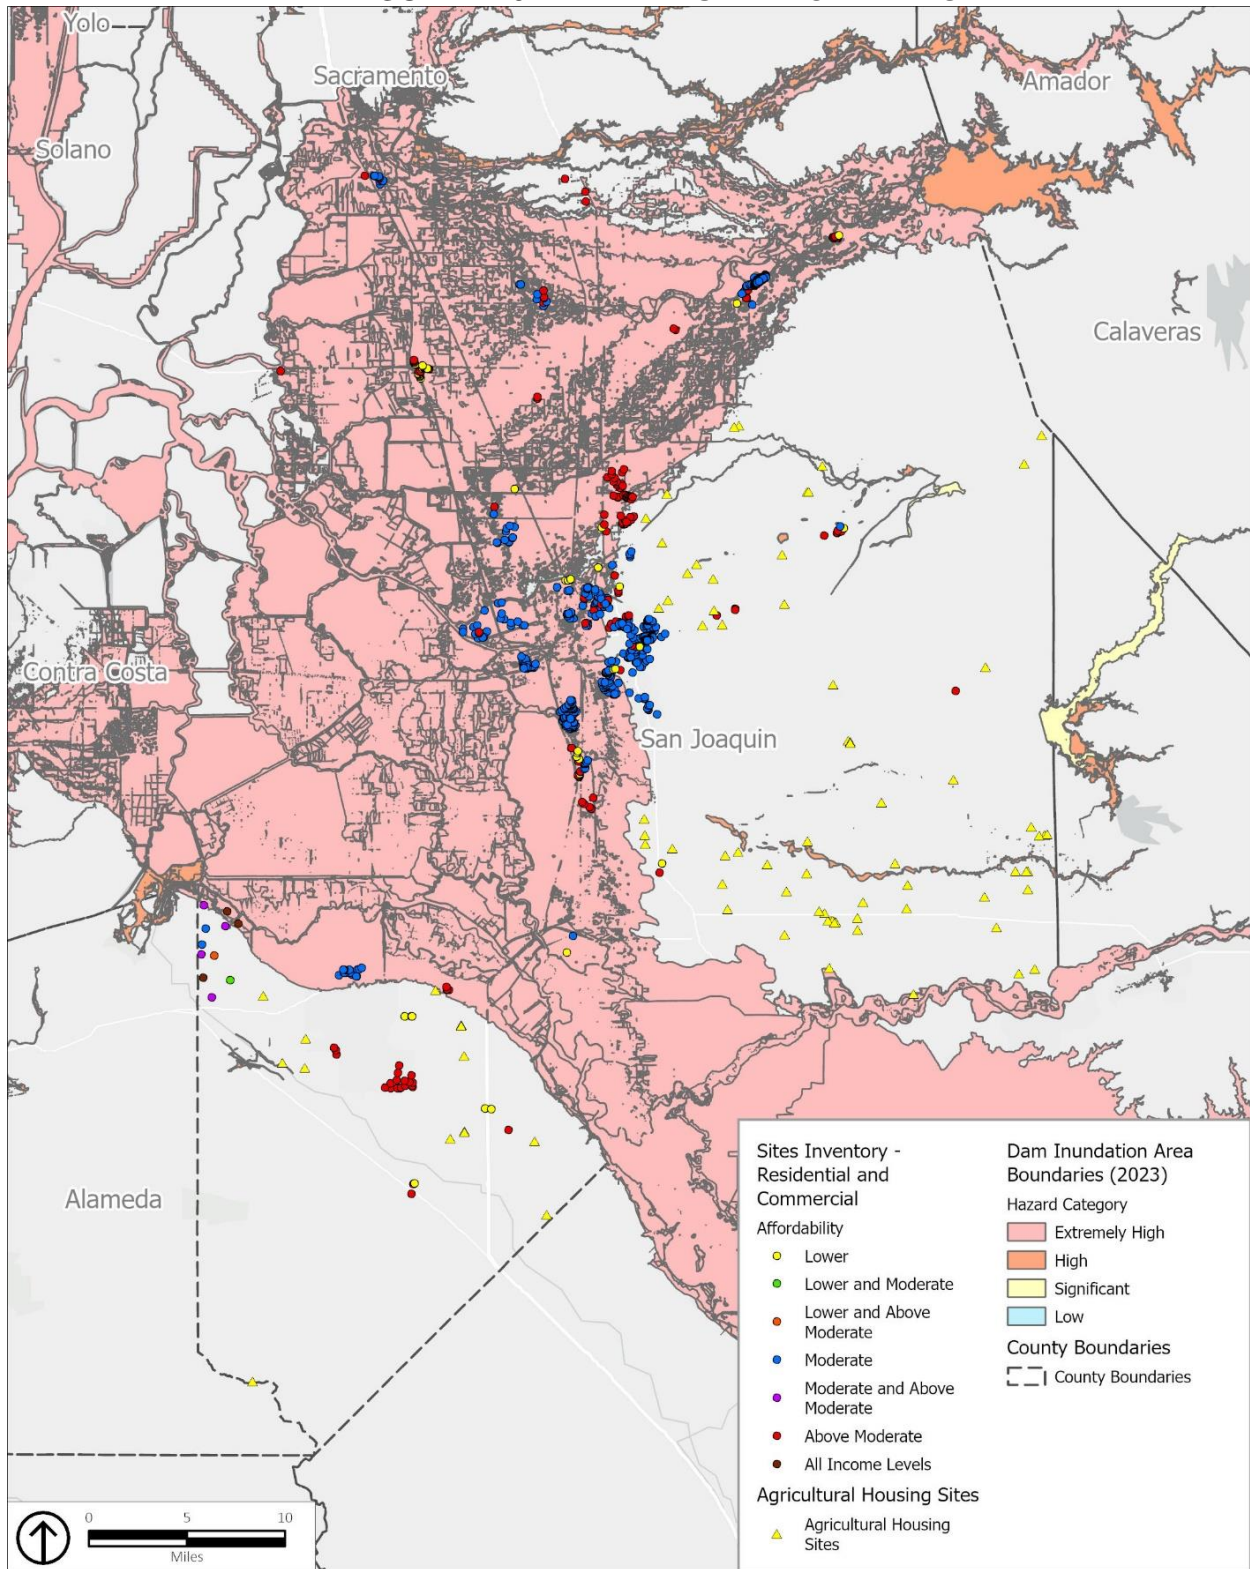 Yolo
Sacramento
Amador
Solano
Calaveras
Contra Costa
San Joaquin
Alameda
Sites Inventory -
Residential and
Commercial
Affordability
Lower
Lower and Moderate
Lower and Above
Moderate
Moderate
Moderate and Above
Moderate
Above Moderate
All Income Levels
Agricultural Housing Sites
Agricultural Housing
Sites
Dam Inundation Area
Boundaries (2023)
Hazard Category
Extremely High
High
Significant
Low
County Boundaries
County Boundaries
0 5 10
Miles